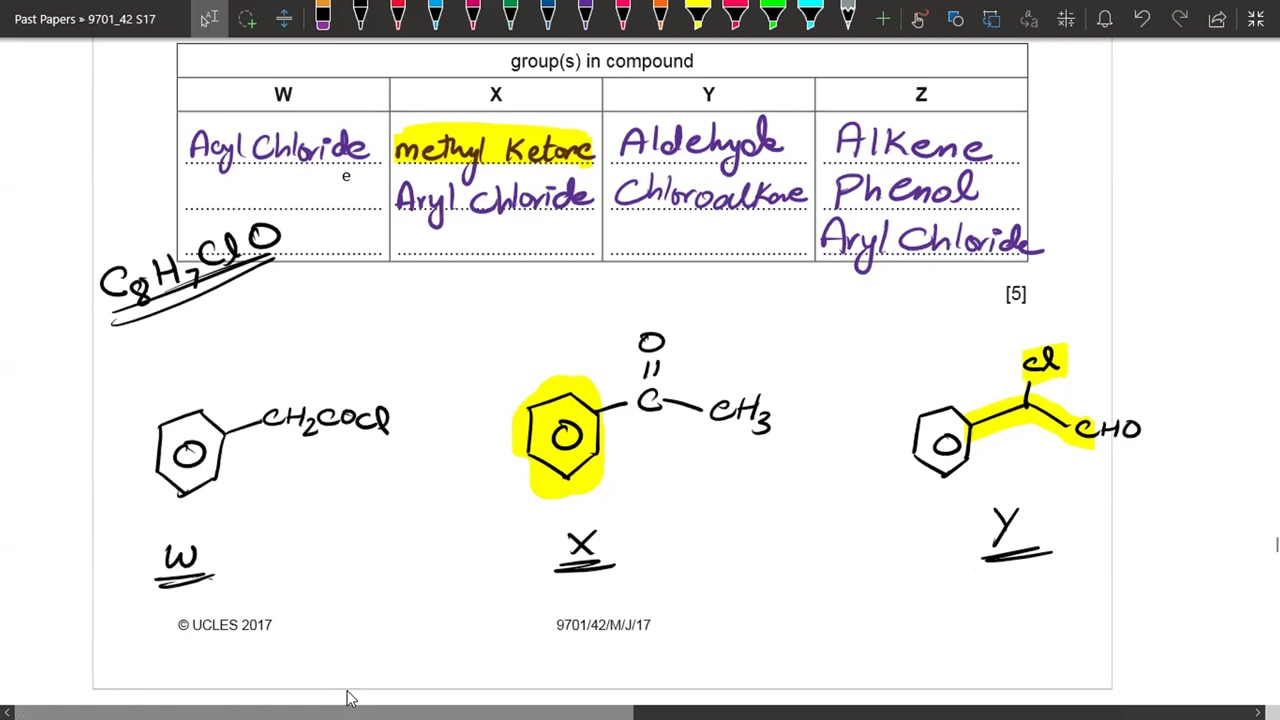 Past Papers » 9701_42 S17
group(s) in compound
W X Y Z
Acyl Chloride methyl Ketone Aldehyde Alkene
e
Aryl Chloride Chloroalkane Phenol
Aryl Chloride
C8H7ClO
[5]
O
Cl
C CH3
CH2COCl
CHO
W X Y
© UCLES 2017 9701/42/M/J/17